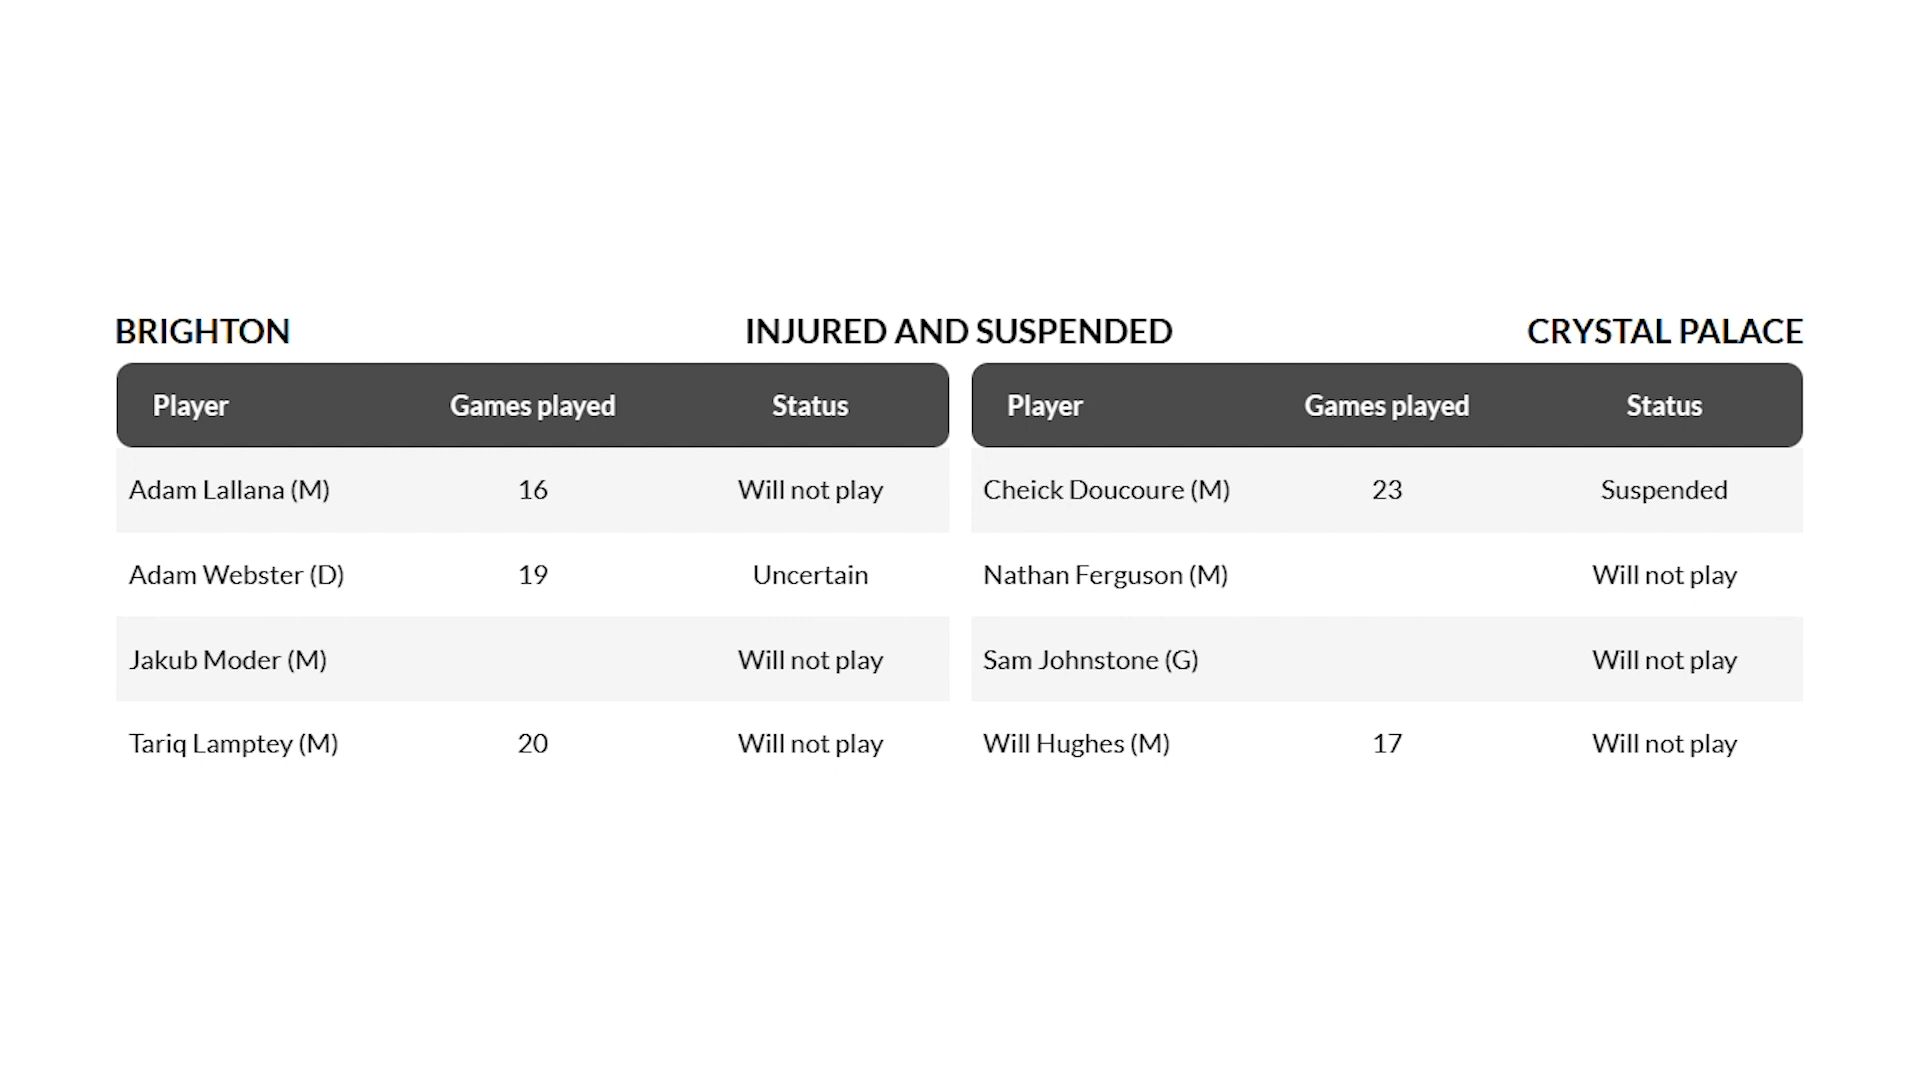 BRIGHTON INJURED AND SUSPENDED CRYSTAL PALACE
Player Games played Status Player Games played Status
Adam Lallana (M) 16 Will not play Cheick Doucoure (M) 23 Suspended
Adam Webster (D) 19 Uncertain Nathan Ferguson (M) Will not play
Jakub Moder (M) Will not play Sam Johnstone (G) Will not play
Tariq Lamptey (M) 20 Will not play Will Hughes (M) 17 Will not play